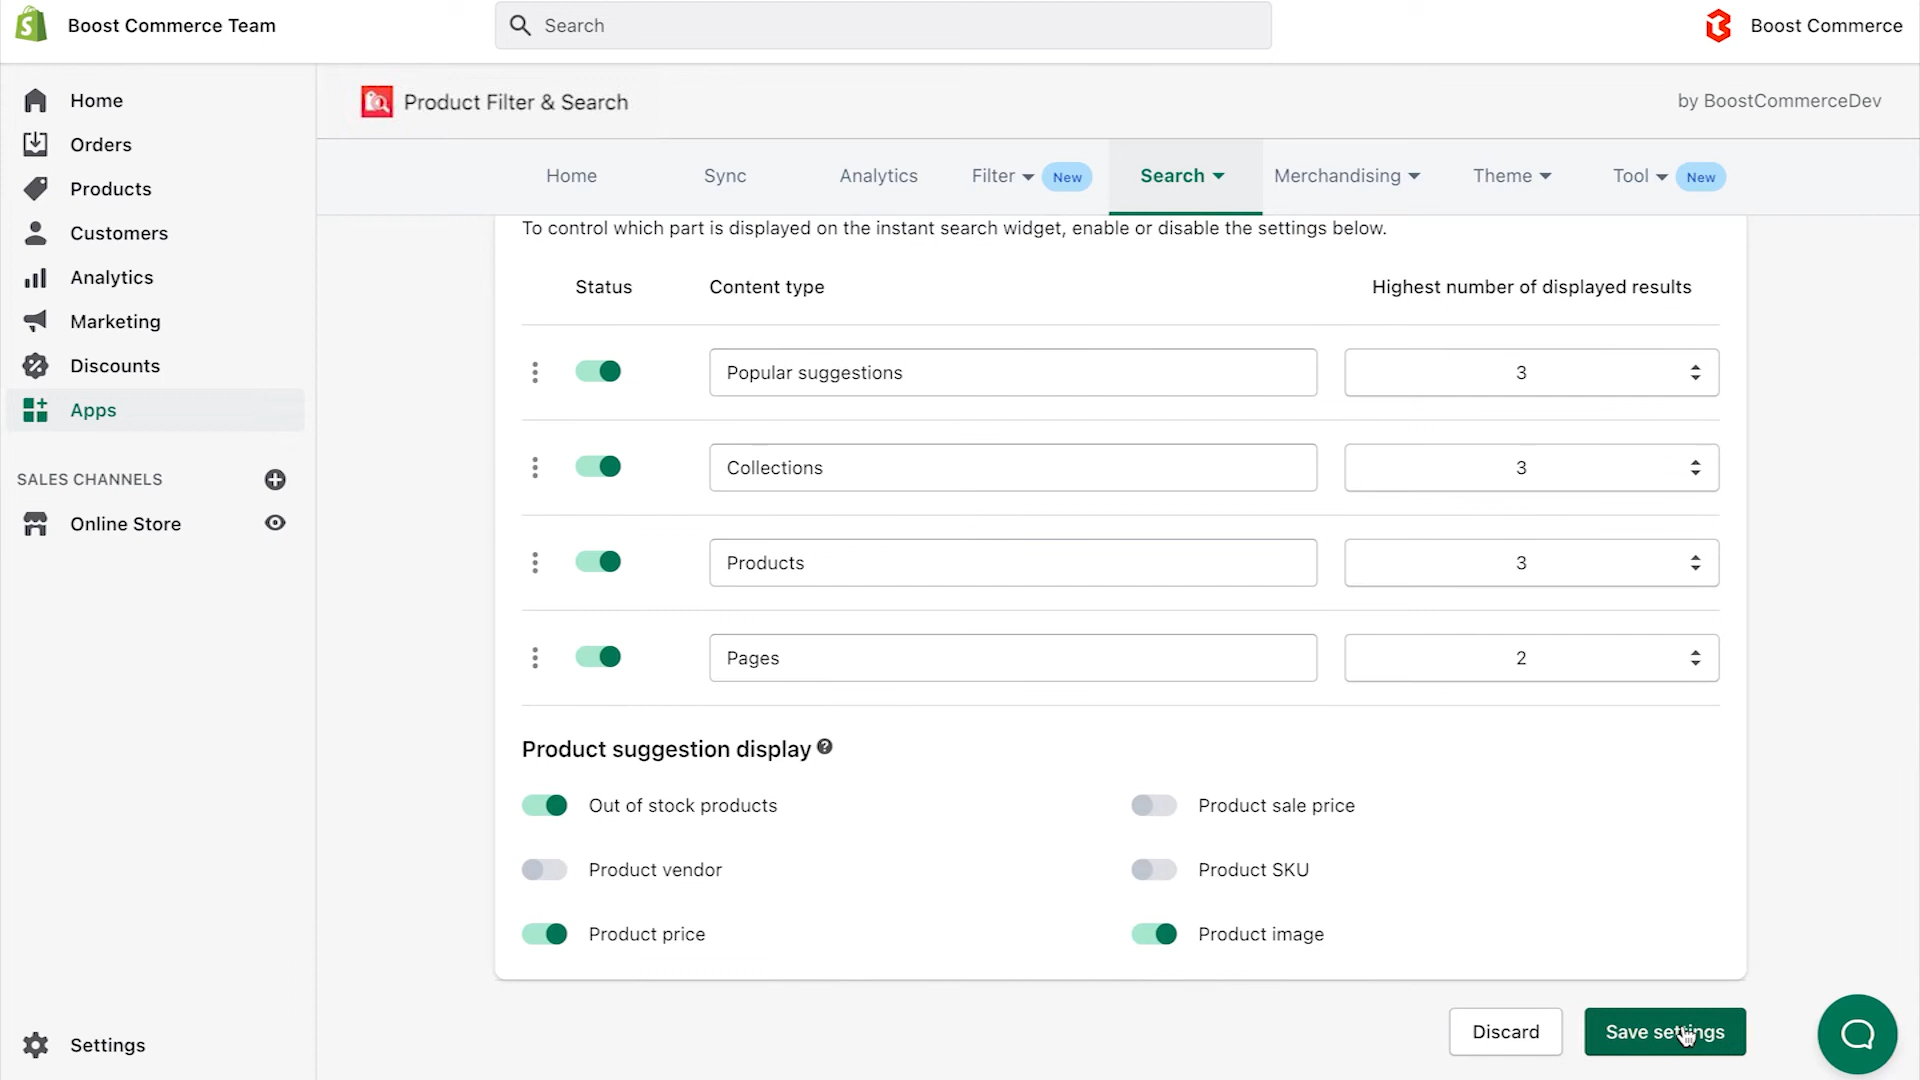 Boost Commerce Team
Search
Boost Commerce
Home
Orders
Products
Customers
Analytics
Marketing
Discounts
Apps
SALES CHANNELS
Online Store
Settings
Product Filter & Search
by BoostCommerceDev
Home Sync Analytics Filter New Search Merchandising Theme Tool New
To control which part is displayed on the instant search widget, enable or disable the settings below.
Status Content type Highest number of displayed results
Popular suggestions 3
Collections 3
Products 3
Pages 2
Product suggestion display
Out of stock products Product sale price
Product vendor Product SKU
Product price Product image
Discard Save settings